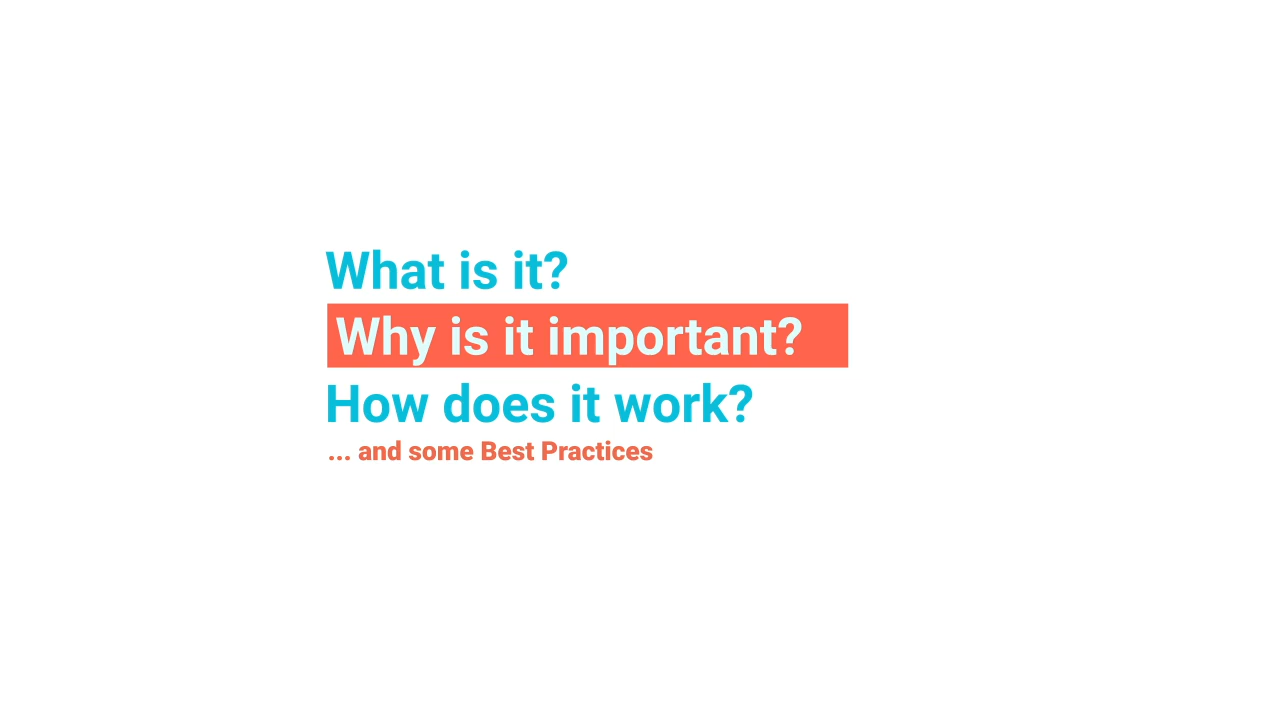 What is it?
Why is it important?
How does it work?
... and some Best Practices